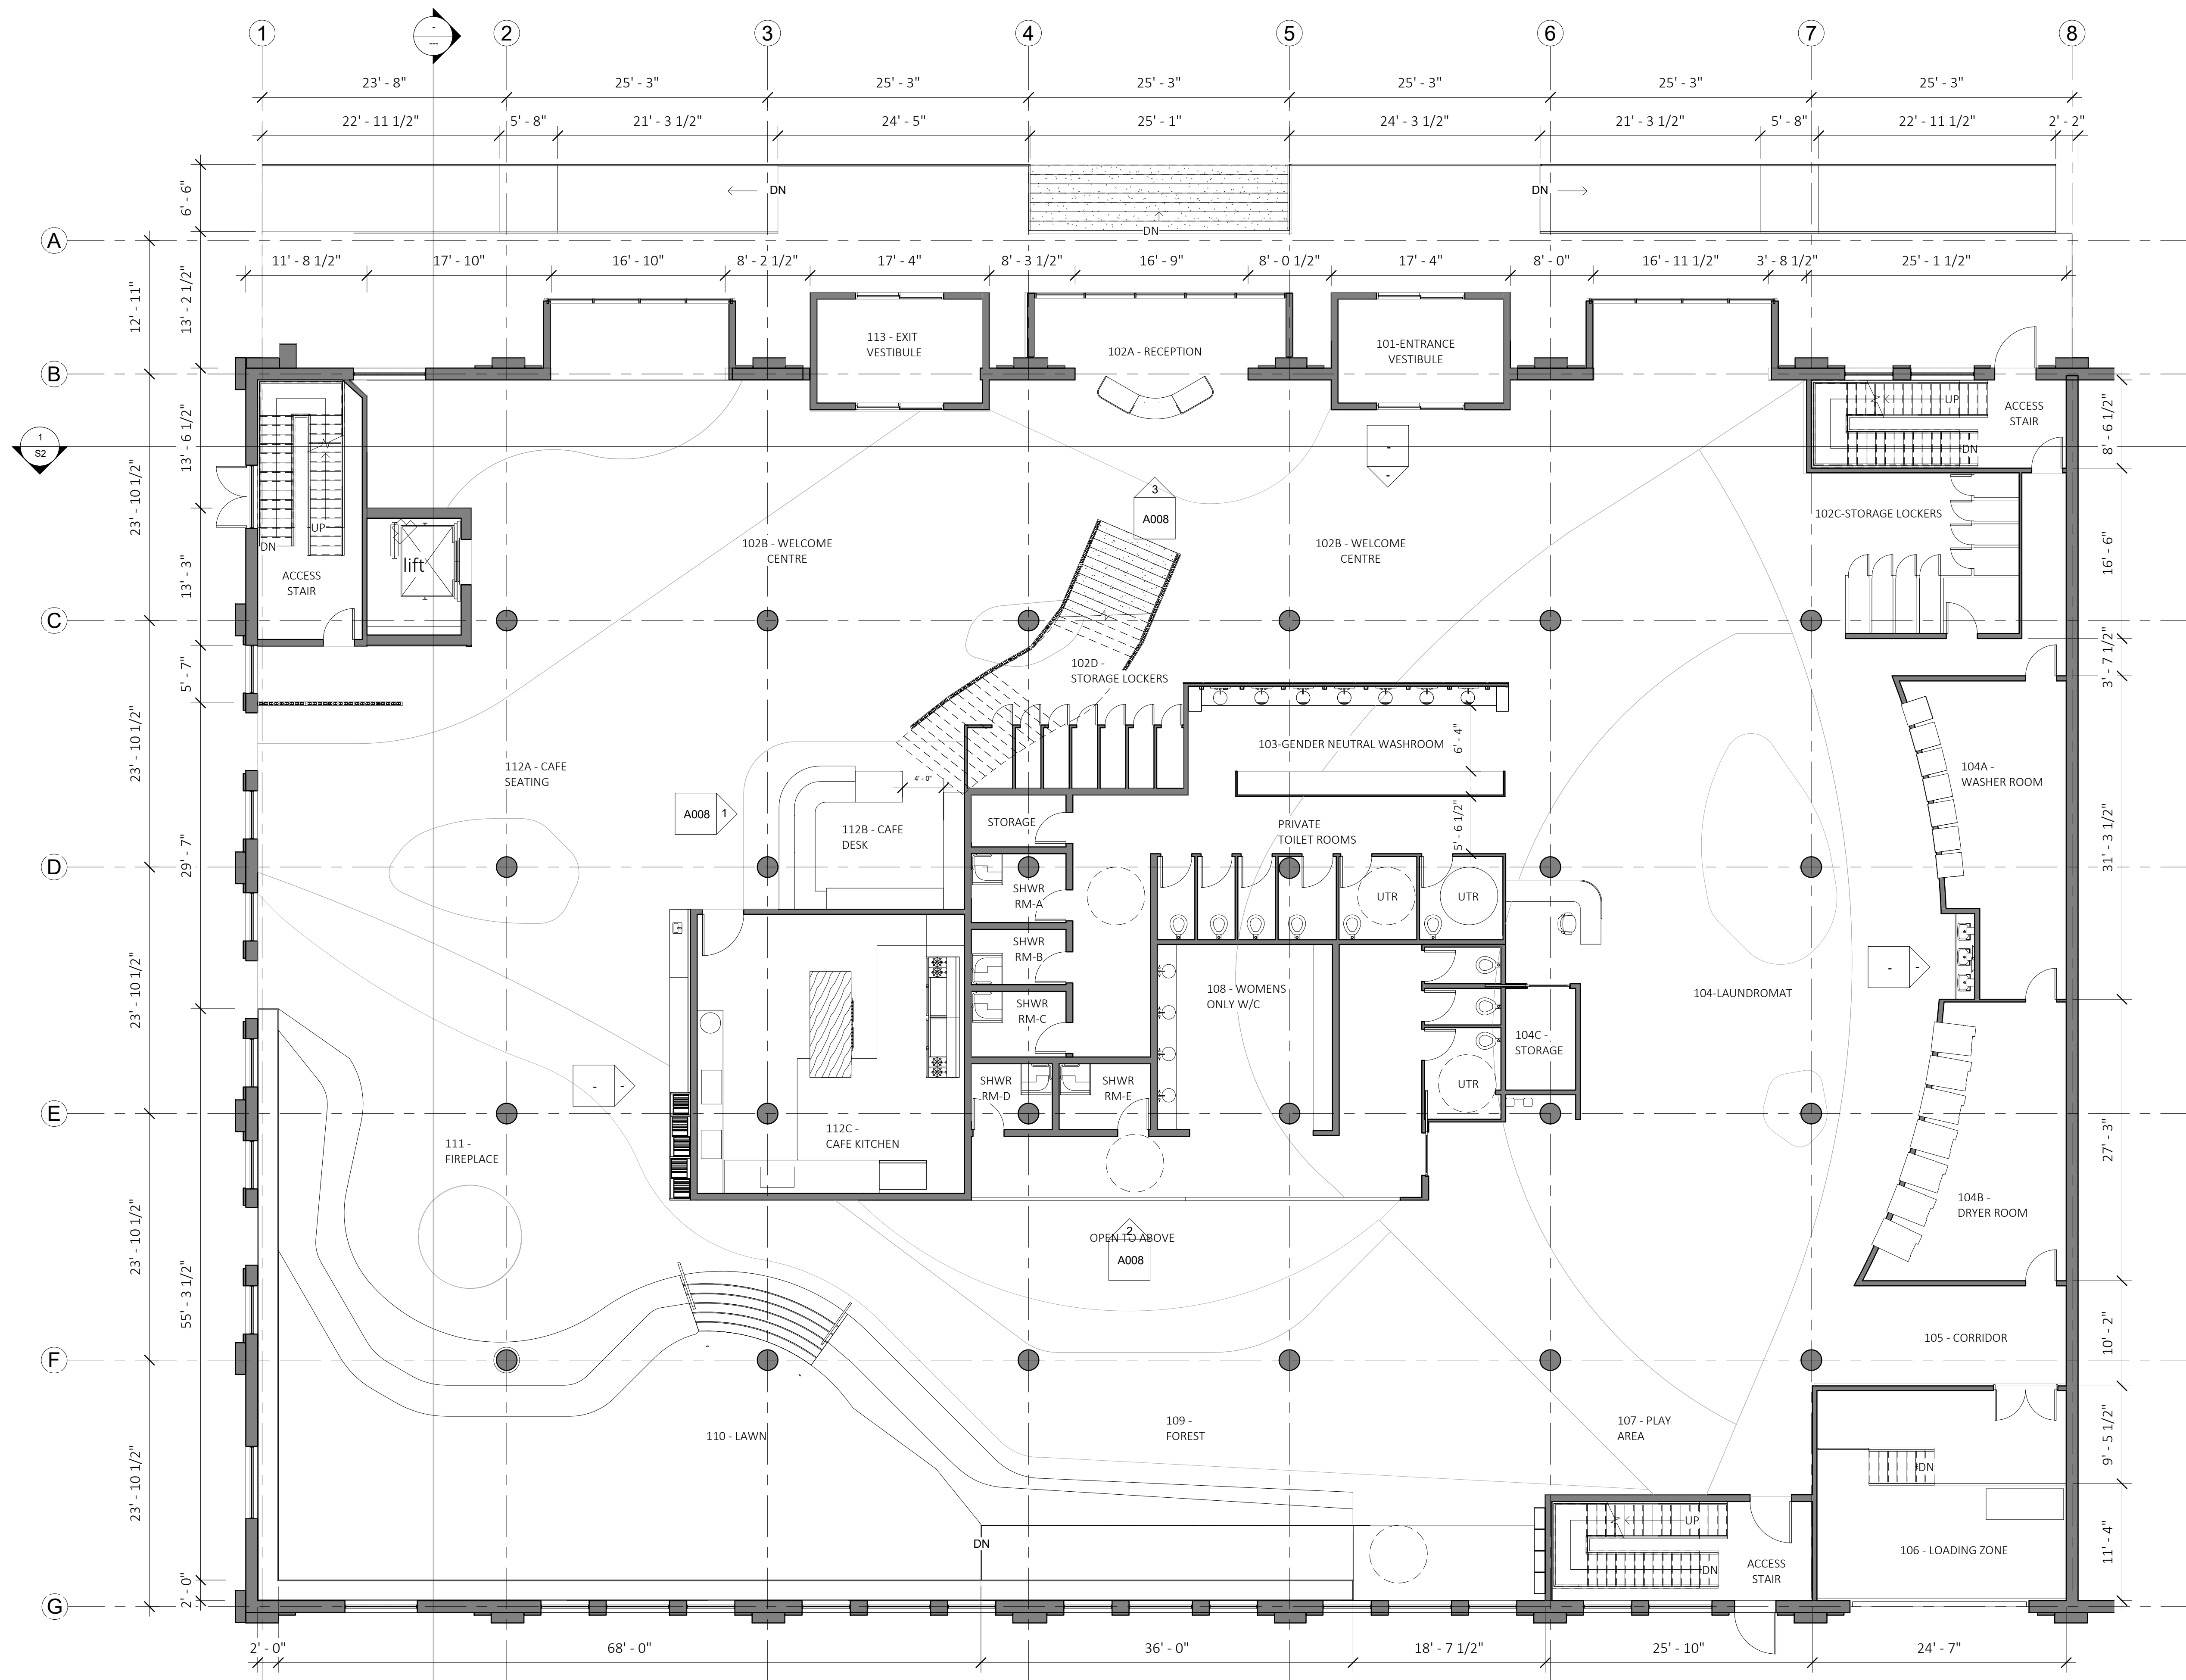 1
-
---
2
3
4
5
6
7
8
23' - 8"
25' - 3"
25' - 3"
25' - 3"
25' - 3"
25' - 3"
25' - 3"
22' - 11 1/2"
5' - 8"
21' - 3 1/2"
24' - 5"
25' - 1"
24' - 3 1/2"
21' - 3 1/2"
5' - 8"
22' - 11 1/2"
2' - 2"
6' - 6"
DN
DN
DN
A
11' - 8 1/2"
17' - 10"
16' - 10"
8' - 2 1/2"
17' - 4"
8' - 3 1/2"
16' - 9"
8' - 0 1/2"
17' - 4"
8' - 0"
16' - 11 1/2"
3' - 8 1/2"
25' - 1 1/2"
12' - 11"
13' - 2 1/2"
113 - EXIT
VESTIBULE
102A - RECEPTION
101-ENTRANCE
VESTIBULE
B
UP
ACCESS
STAIR
DN
8' - 6 1/2"
1
S2
23' - 10 1/2"
13' - 6 1/2"
-
-
3
A008
102C-STORAGE LOCKERS
16' - 6"
UP
DN
lift
ACCESS
STAIR
13' - 3"
102B - WELCOME
CENTRE
102B - WELCOME
CENTRE
C
5' - 7"
102D -
STORAGE LOCKERS
3' - 7 1/2"
23' - 10 1/2"
112A - CAFE
SEATING
4' - 0"
103-GENDER NEUTRAL WASHROOM
6' - 4"
104A -
WASHER ROOM
A008
1
112B - CAFE
DESK
STORAGE
PRIVATE
TOILET ROOMS
5' - 6 1/2"
29' - 7"
31' - 3 1/2"
D
SHWR
RM-A
UTR
UTR
SHWR
RM-B
23' - 10 1/2"
SHWR
RM-C
108 - WOMENS
ONLY W/C
104-LAUNDROMAT
-
-
104C -
STORAGE
-
-
SHWR
RM-D
SHWR
RM-E
UTR
E
111 -
FIREPLACE
112C -
CAFE KITCHEN
27' - 3"
104B -
DRYER ROOM
23' - 10 1/2"
55' - 3 1/2"
2
OPEN TO ABOVE
A008
105 - CORRIDOR
10' - 2"
F
110 - LAWN
109 -
FOREST
107 - PLAY
AREA
9' - 5 1/2"
DN
23' - 10 1/2"
UP
DN
DN
ACCESS
STAIR
106 - LOADING ZONE
11' - 4"
2' - 0"
G
2' - 0"
68' - 0"
36' - 0"
18' - 7 1/2"
25' - 10"
24' - 7"